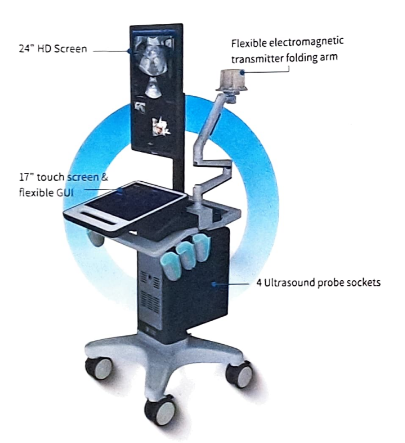 24" HD Screen
Flexible electromagnetic
transmitter folding arm
17" touch screen &
flexible GUI
4 Ultrasound probe sockets